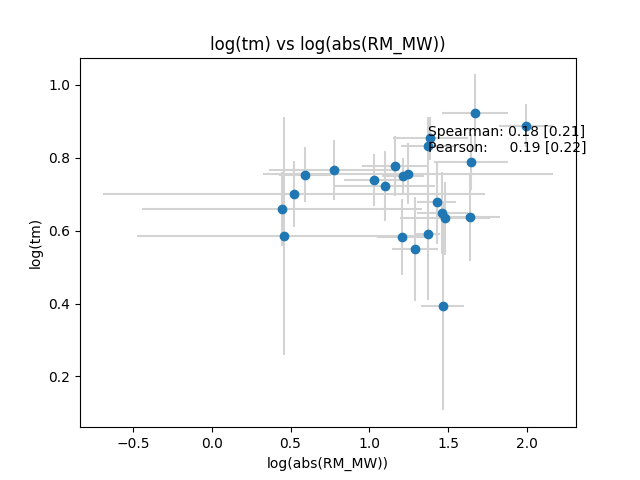 log(tm) vs log(abs(RM_MW))
1.0
0.8
0.6
0.4
0.2
log(tm)
Spearman: 0.18 [0.21]
Pearson: 0.19 [0.22]
−0.5 0.0 0.5 1.0 1.5 2.0
log(abs(RM_MW))